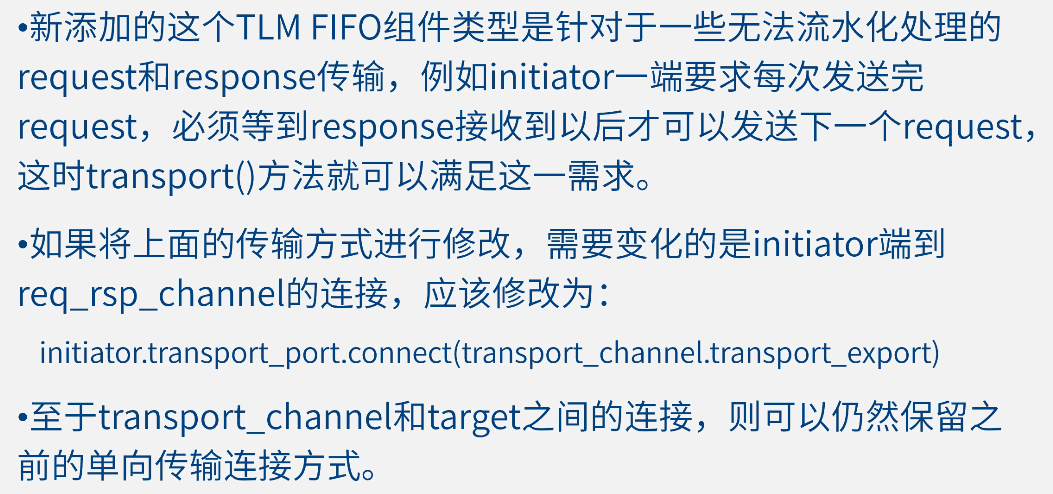 •新添加的这个TLM FIFO组件类型是针对于一些无法流水化处理的
request和response传输，例如initiator一端要求每次发送完
request，必须等到response接收到以后才可以发送下一个request，
这时transport()方法就可以满足这一需求。
•如果将上面的传输方式进行修改，需要变化的是initiator端到
req_rsp_channel的连接，应该修改为：
initiator.transport_port.connect(transport_channel.transport_export)
•至于transport_channel和target之间的连接，则可以仍然保留之
前的单向传输连接方式。